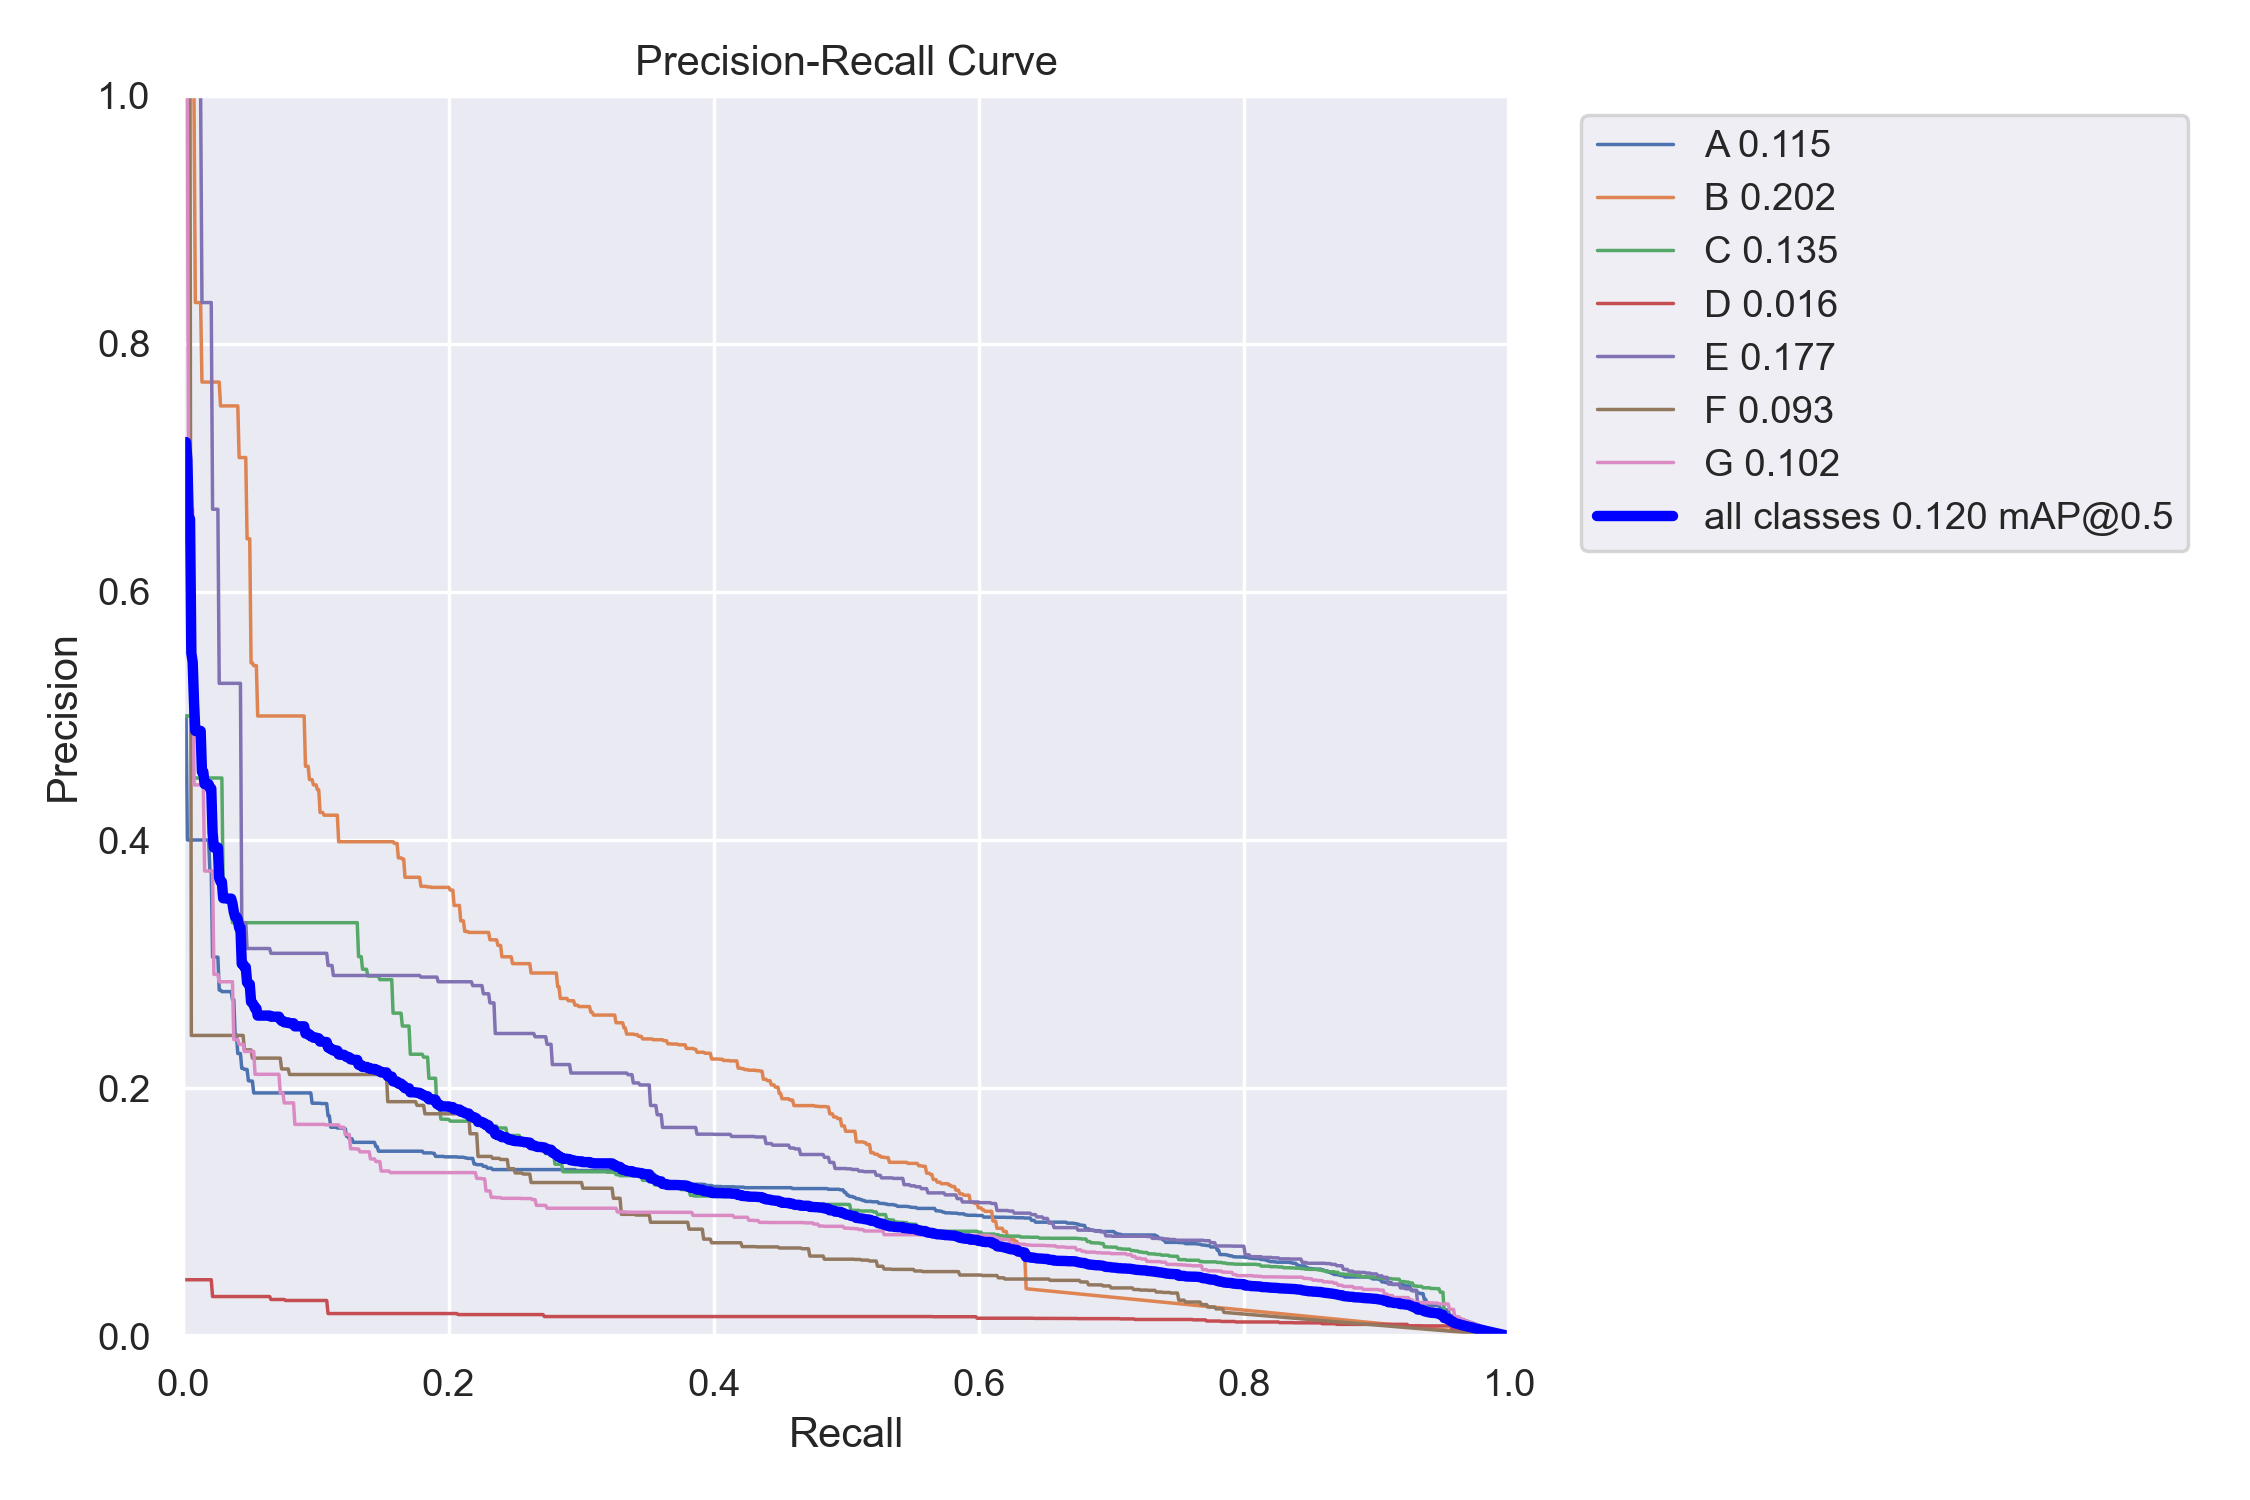 Precision-Recall Curve
1.0
0.8
0.6
0.4
0.2
0.0
Precision
0.0 0.2 0.4 0.6 0.8 1.0
Recall
A 0.115
B 0.202
C 0.135
D 0.016
E 0.177
F 0.093
G 0.102
all classes 0.120 mAP@0.5